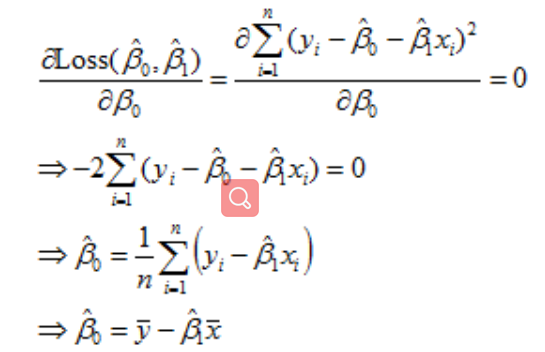 ∂Loss(β̂₀, β̂₁)/∂β₀ = ∂∑ᵢ₌₁ⁿ(yᵢ − β̂₀ − β̂₁xᵢ)²/∂β₀ = 0
⇒ −2∑ᵢ₌₁ⁿ(yᵢ − β̂₀ − β̂₁xᵢ) = 0
⇒ β̂₀ = 1/n ∑ᵢ₌₁ⁿ(yᵢ − β̂₁xᵢ)
⇒ β̂₀ = ȳ − β̂₁x̄